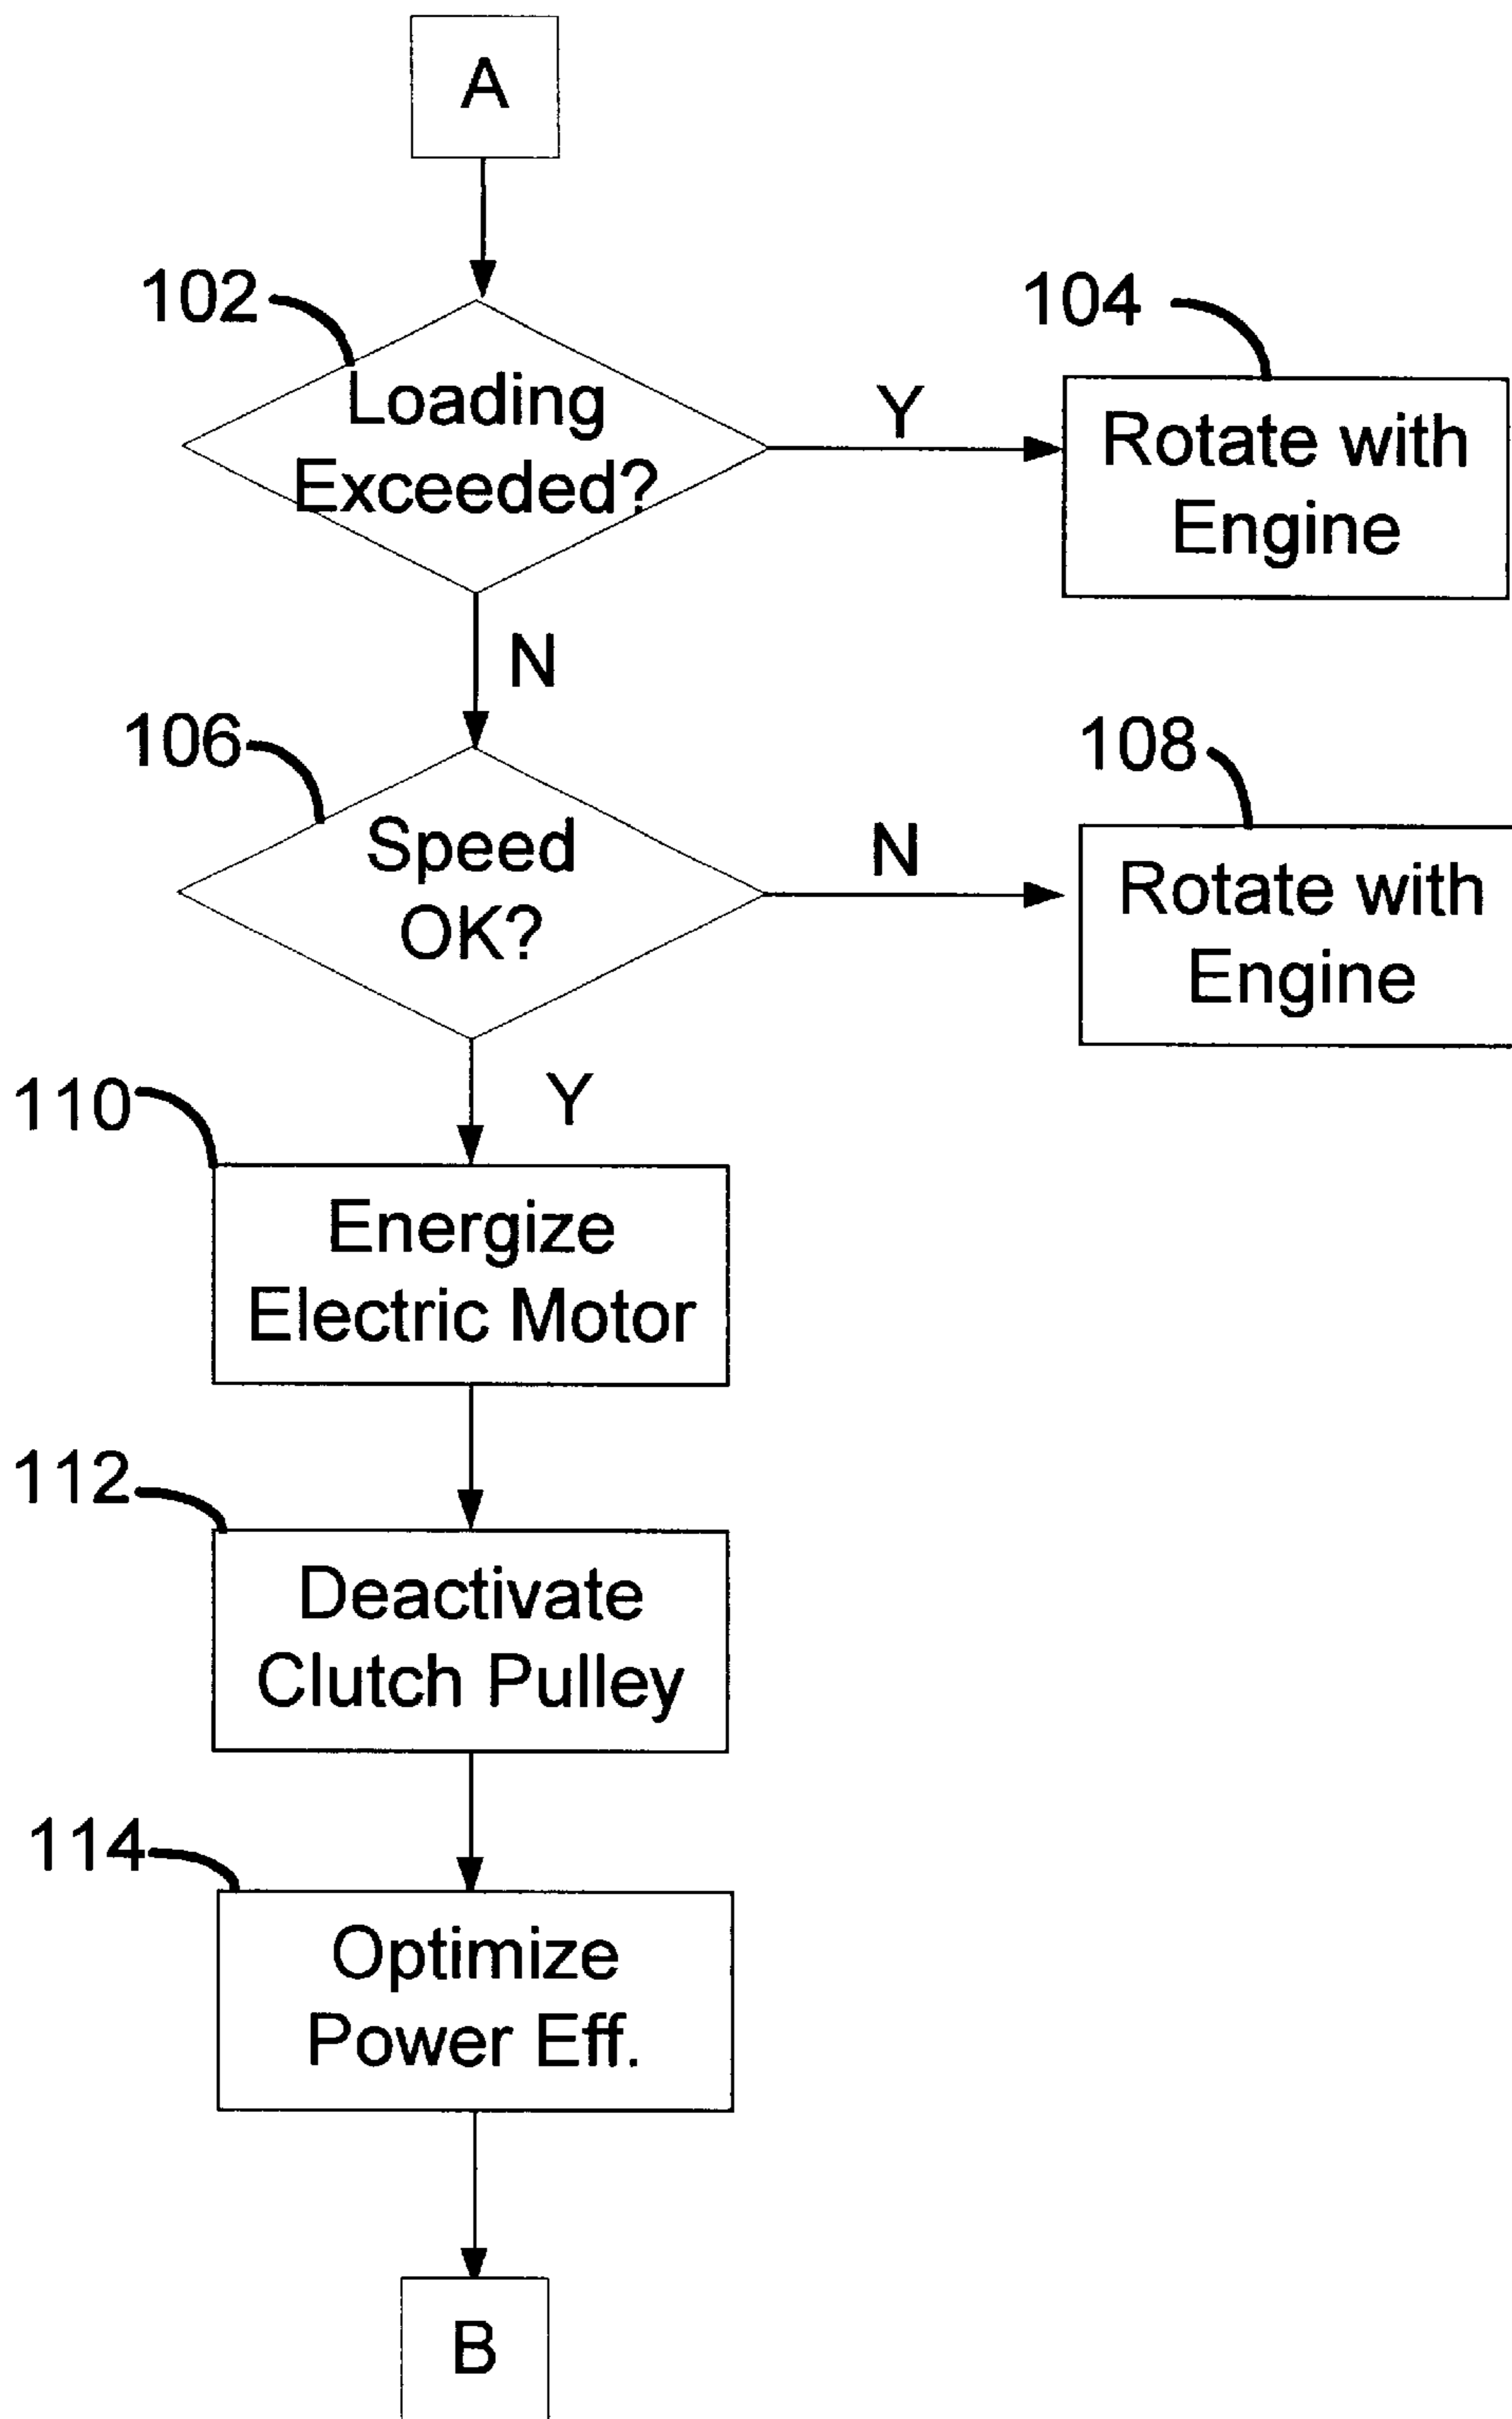 A
102
104
Loading
Exceeded?
Y
Rotate with
Engine
N
106
108
Speed
OK?
N
Rotate with
Engine
Y
110
Energize
Electric Motor
112
Deactivate
Clutch Pulley
114
Optimize
Power Eff.
B